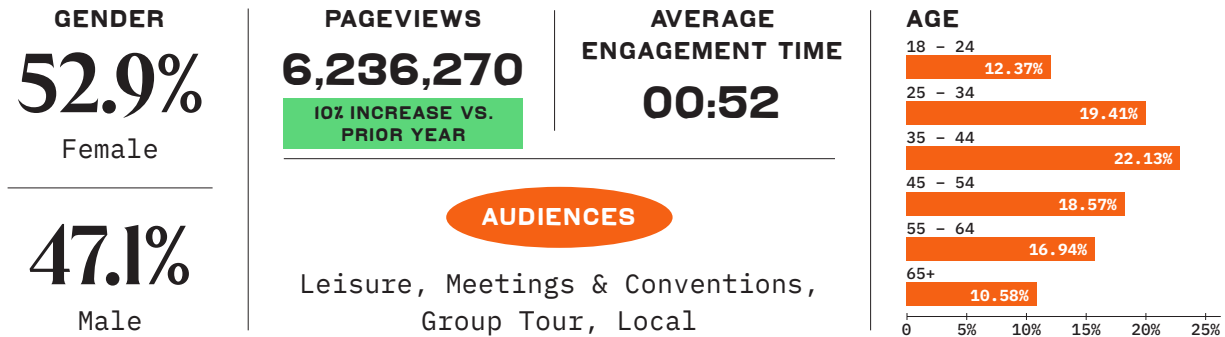 GENDER
52.9%
Female
47.1%
Male
PAGEVIEWS
6,236,270
10% INCREASE VS.
PRIOR YEAR
AVERAGE
ENGAGEMENT TIME
00:52
AUDIENCES
Leisure, Meetings & Conventions,
Group Tour, Local
AGE
18 – 24
12.37%
25 – 34
19.41%
35 – 44
22.13%
45 – 54
18.57%
55 – 64
16.94%
65+
10.58%
0 5% 10% 15% 20% 25%